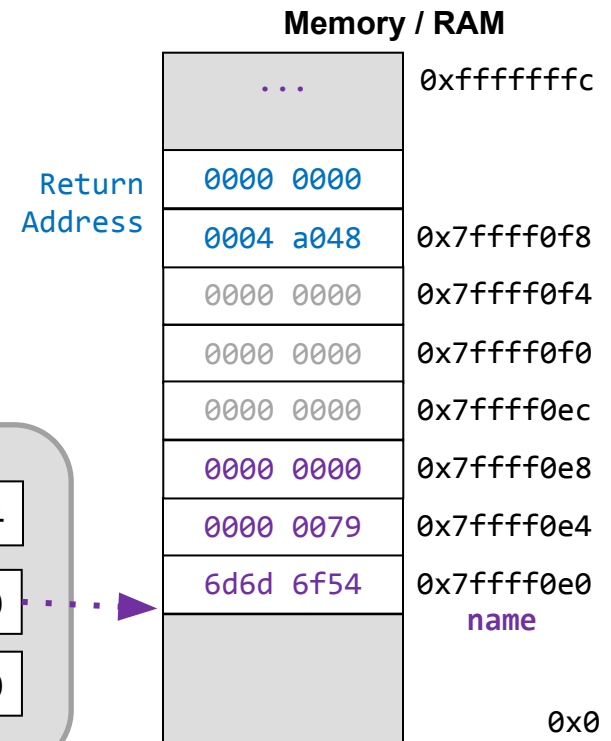 Memory / RAM
... 0xfffffffc
Return Address
0000 0000
0004 a048 0x7ffff0f8
0000 0000 0x7ffff0f4
0000 0000 0x7ffff0f0
0000 0000 0x7ffff0ec
0000 0000 0x7ffff0e8
0000 0079 0x7ffff0e4
6d6d 6f54 0x7ffff0e0
name
0x0